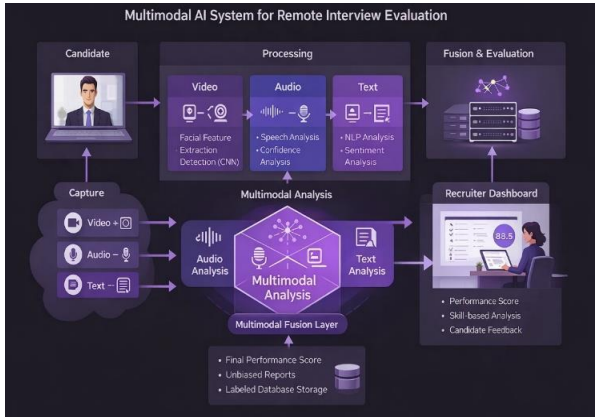 Multimodal AI System for Remote Interview Evaluation
Candidate
Processing
Fusion & Evaluation
Video
Audio
Text
Facial Feature
· Extraction
Detection (CNN)
• Speech Analysis
• Confidence
Analysis
• NLP Analysis
• Sentiment
Analysis
Capture
Video +
Audio –
Text –
Multimodal Analysis
Audio
Analysis
Multimodal
Analysis
Text
Analysis
Multimodal Fusion Layer
• Final Performance Score
• Unbiased Reports
• Labeled Database Storage
Recruiter Dashboard
88.5
• Performance Score
• Skill-based Analysis
• Candidate Feedback